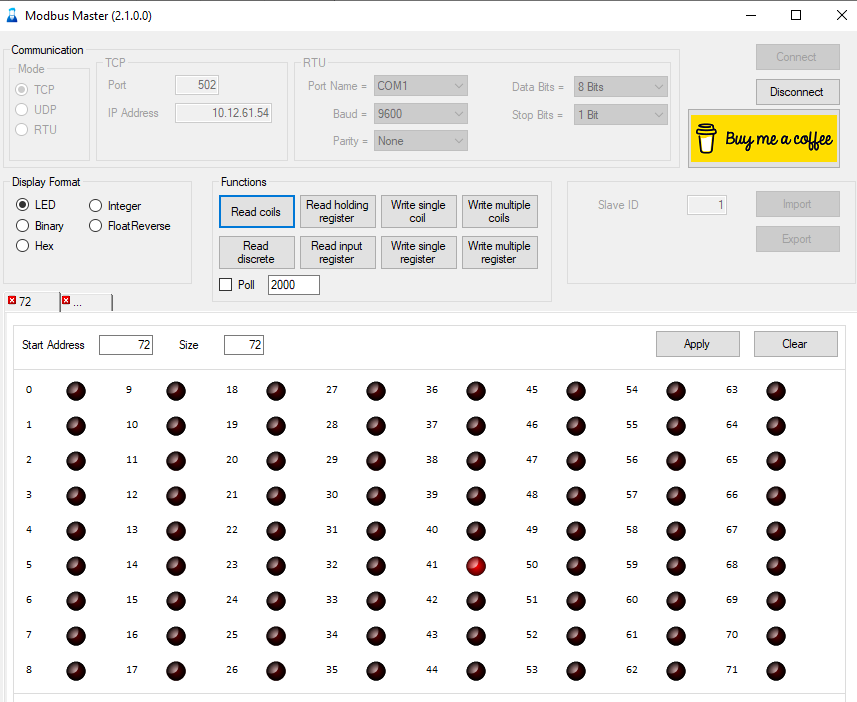 Modbus Master (2.1.0.0)
Communication
Mode
TCP
UDP
RTU
TCP
Port 502
IP Address 10.12.61.54
RTU
Port Name = COM1 Data Bits = 8 Bits
Baud = 9600 Stop Bits = 1 Bit
Parity = None
Connect
Disconnect
Buy me a coffee
Display Format
LED Integer
Binary FloatReverse
Hex
Functions
Read coils
Read holding
register
Write single
coil
Write multiple
coils
Read
discrete
Read input
register
Write single
register
Write multiple
register
Poll 2000
Slave ID 1
Import
Export
72 ...
Start Address 72 Size 72 Apply Clear
0 9 18 27 36 45 54 63
1 10 19 28 37 46 55 64
2 11 20 29 38 47 56 65
3 12 21 30 39 48 57 66
4 13 22 31 40 49 58 67
5 14 23 32 41 50 59 68
6 15 24 33 42 51 60 69
7 16 25 34 43 52 61 70
8 17 26 35 44 53 62 71